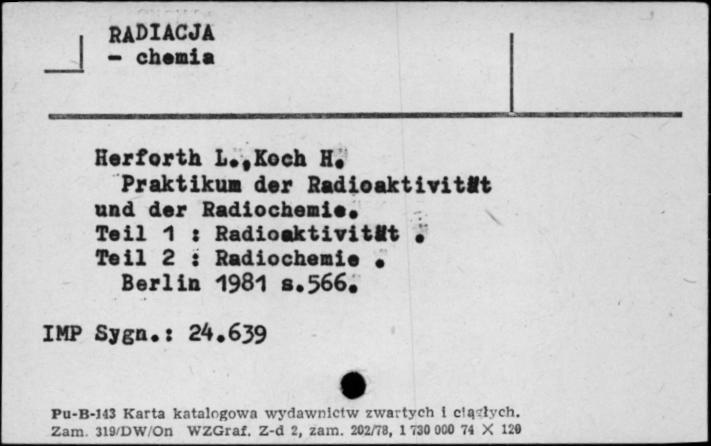 RADIACJA
- chemia
Herforth L.,Koch H.
Praktikum der Radioaktivität
und der Radiochemie.
Teil 1 : Radioaktivität .
Teil 2 : Radiochemie .
Berlin 1981 s.566.
IMP Sygn.: 24.639
Pu-B-143 Karta katalogowa wydawnictw zwartych i ciągłych.
Zam. 319/DW/On WZGraf. Z-d 2, zam. 202/78, 1 730 000 74 X 120